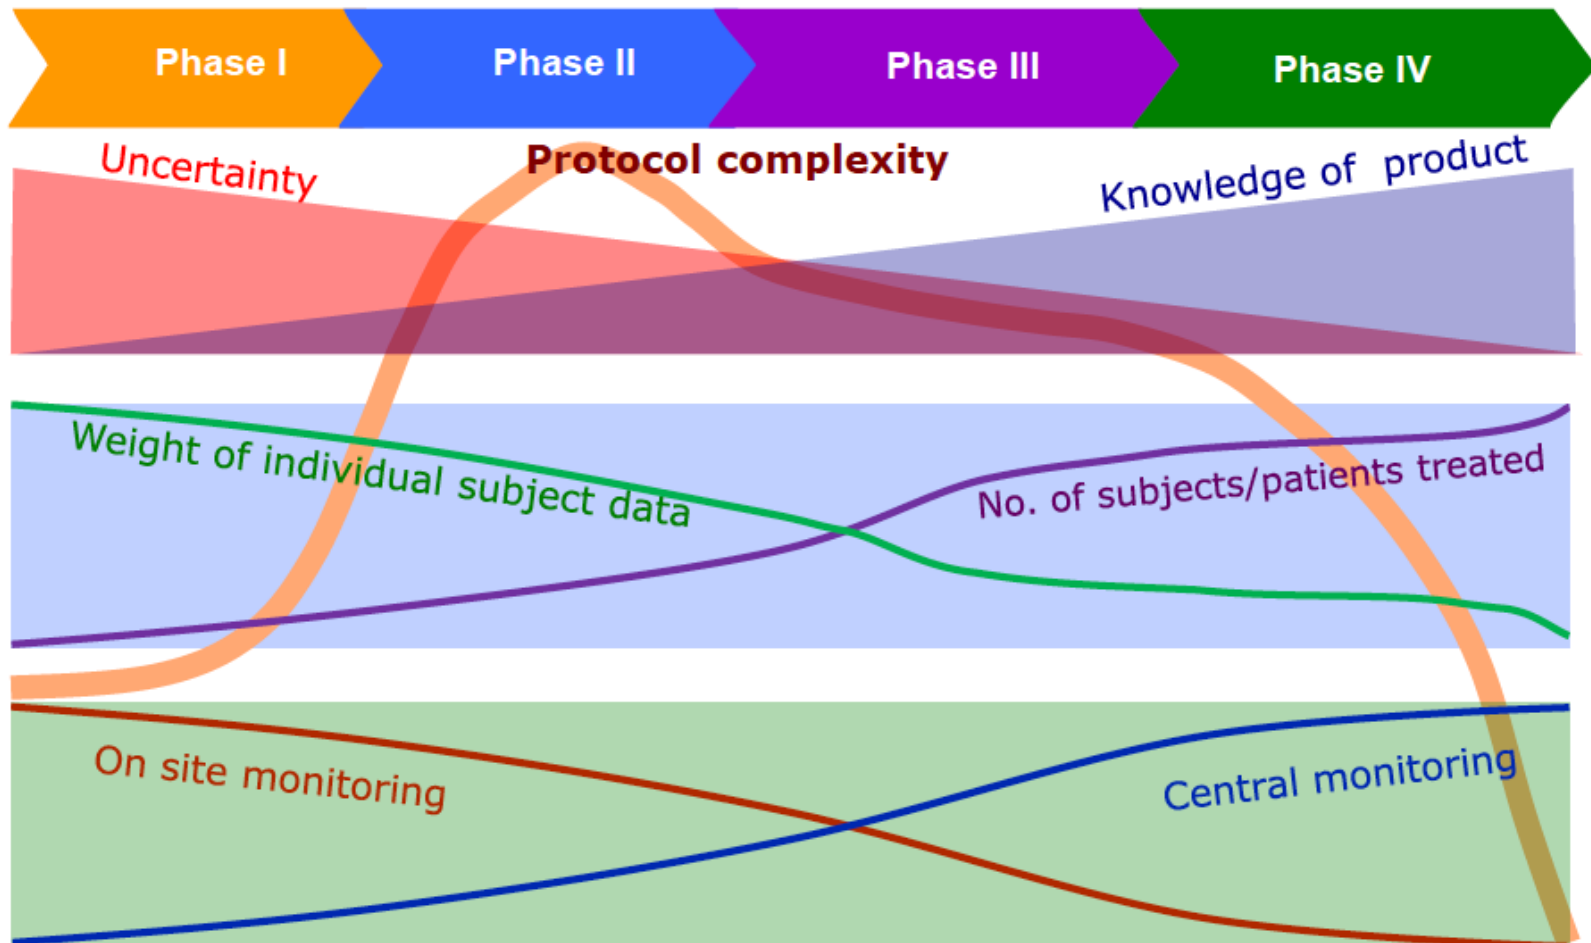 Phase I
Phase II
Phase III
Phase IV
Uncertainty
Protocol complexity
Knowledge of product
Weight of individual subject data
No. of subjects/patients treated
On site monitoring
Central monitoring